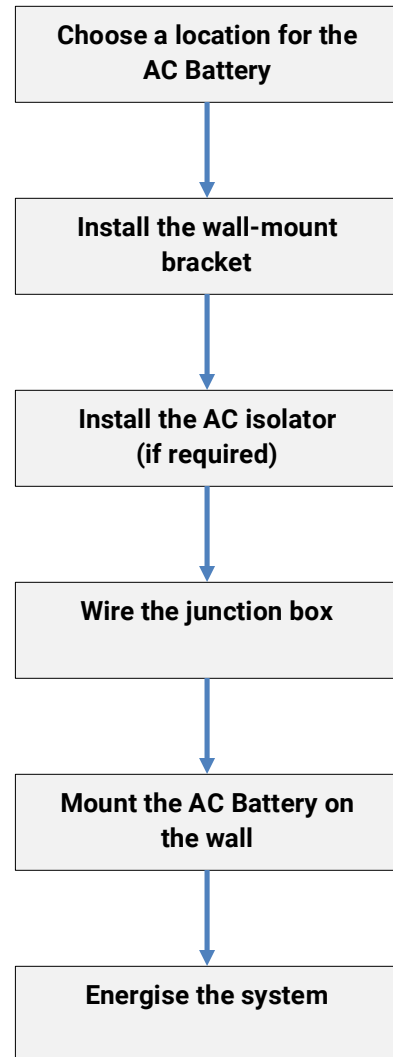 Choose a location for the
AC Battery
Install the wall-mount
bracket
Install the AC isolator
(if required)
Wire the junction box
Mount the AC Battery on
the wall
Energise the system